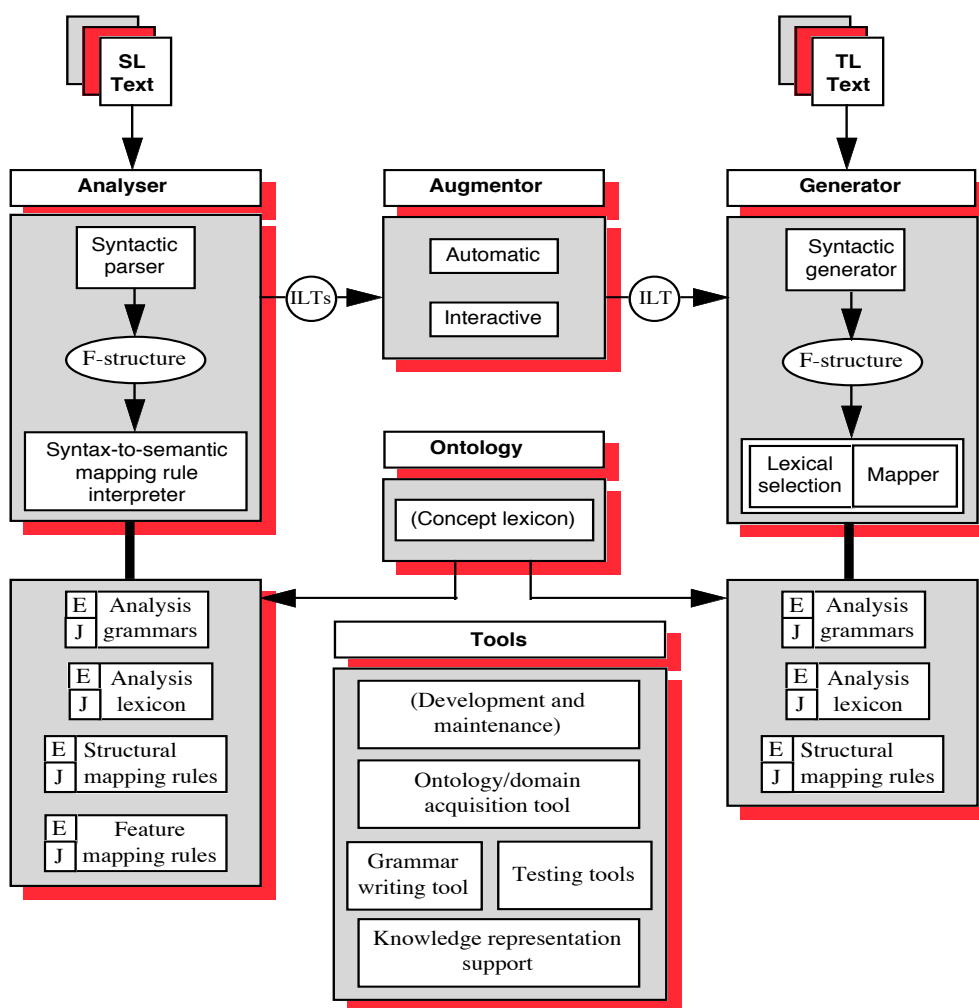 SL
Text
TL
Text
Analyser
Syntactic
parser
F-structure
Syntax-to-semantic
mapping rule
interpreter
ILTs
Augmentor
Automatic
Interactive
ILT
Generator
Syntactic
generator
F-structure
Lexical
selection
Mapper
Ontology
(Concept lexicon)
E
J
Analysis
grammars
E
J
Analysis
lexicon
E
J
Structural
mapping rules
E
J
Feature
mapping rules
Tools
(Development and
maintenance)
Ontology/domain
acquisition tool
Grammar
writing tool
Testing tools
Knowledge representation
support
E
J
Analysis
grammars
E
J
Analysis
lexicon
E
J
Structural
mapping rules